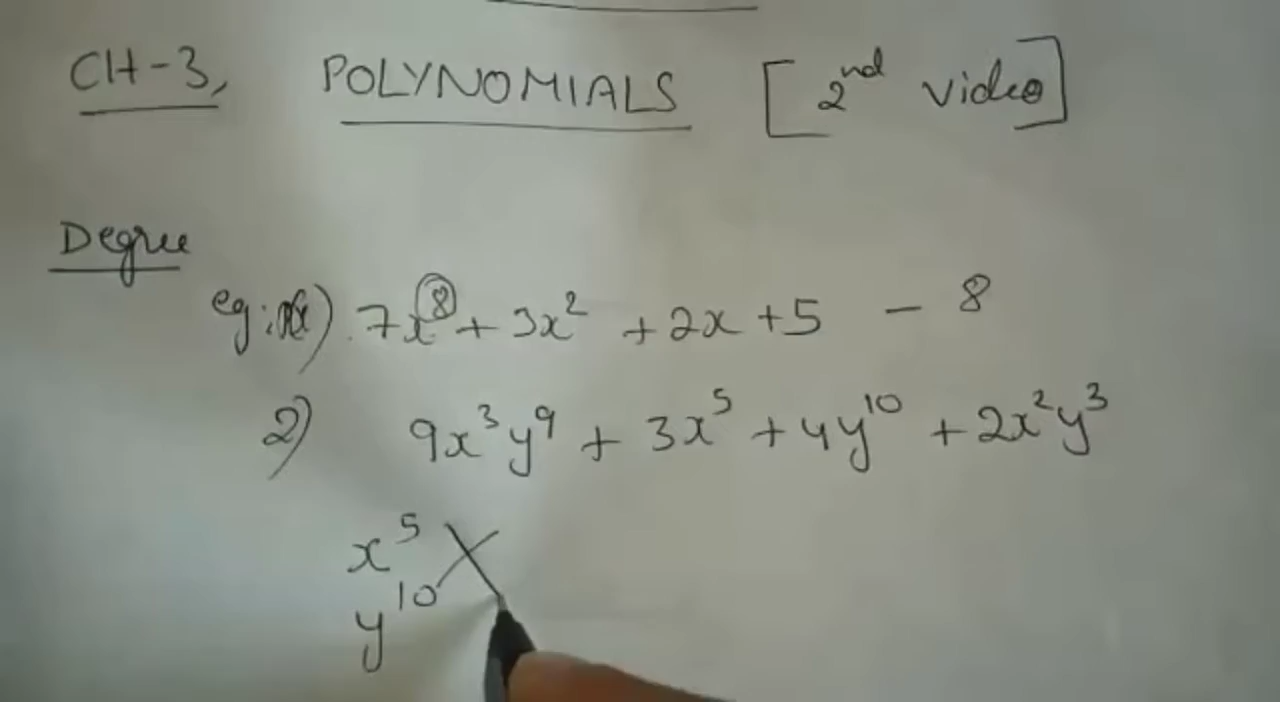 CH-3, POLYNOMIALS [2nd video]
Degree
eg: 7x⁸ + 3x² + 2x + 5 - 8
2) 9x³y⁹ + 3x⁵ + 4y¹⁰ + 2x²y³
x⁵
y¹⁰